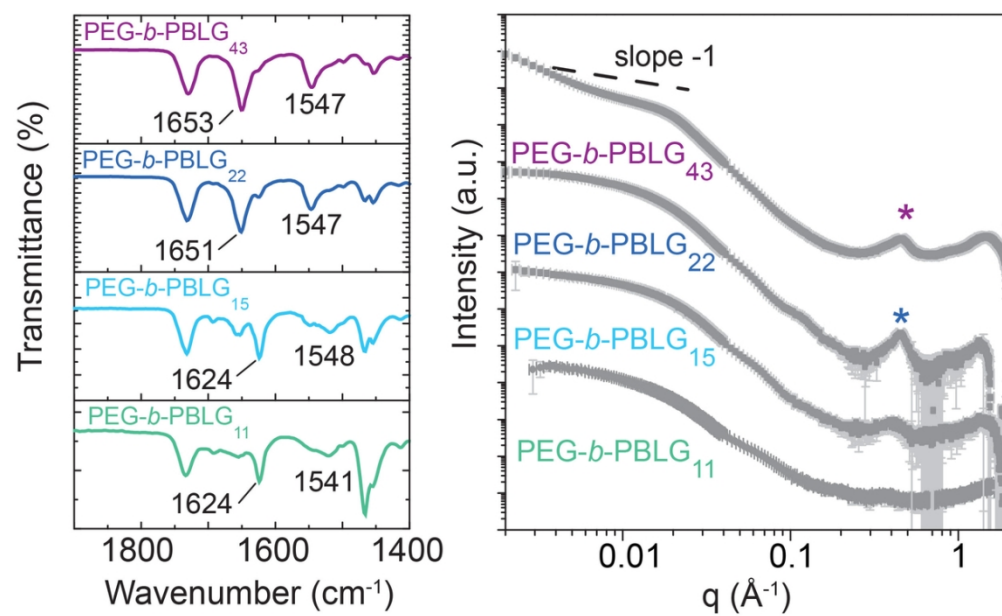 Transmittance (%)
PEG-b-PBLG43
1653
1547
PEG-b-PBLG22
1651
1547
PEG-b-PBLG15
1624
1548
PEG-b-PBLG11
1624
1541
1800
1600
1400
Wavenumber (cm⁻¹)
Intensity (a.u.)
slope -1
PEG-b-PBLG43
*
PEG-b-PBLG22
*
PEG-b-PBLG15
PEG-b-PBLG11
0.01
0.1
1
q (Å⁻¹)